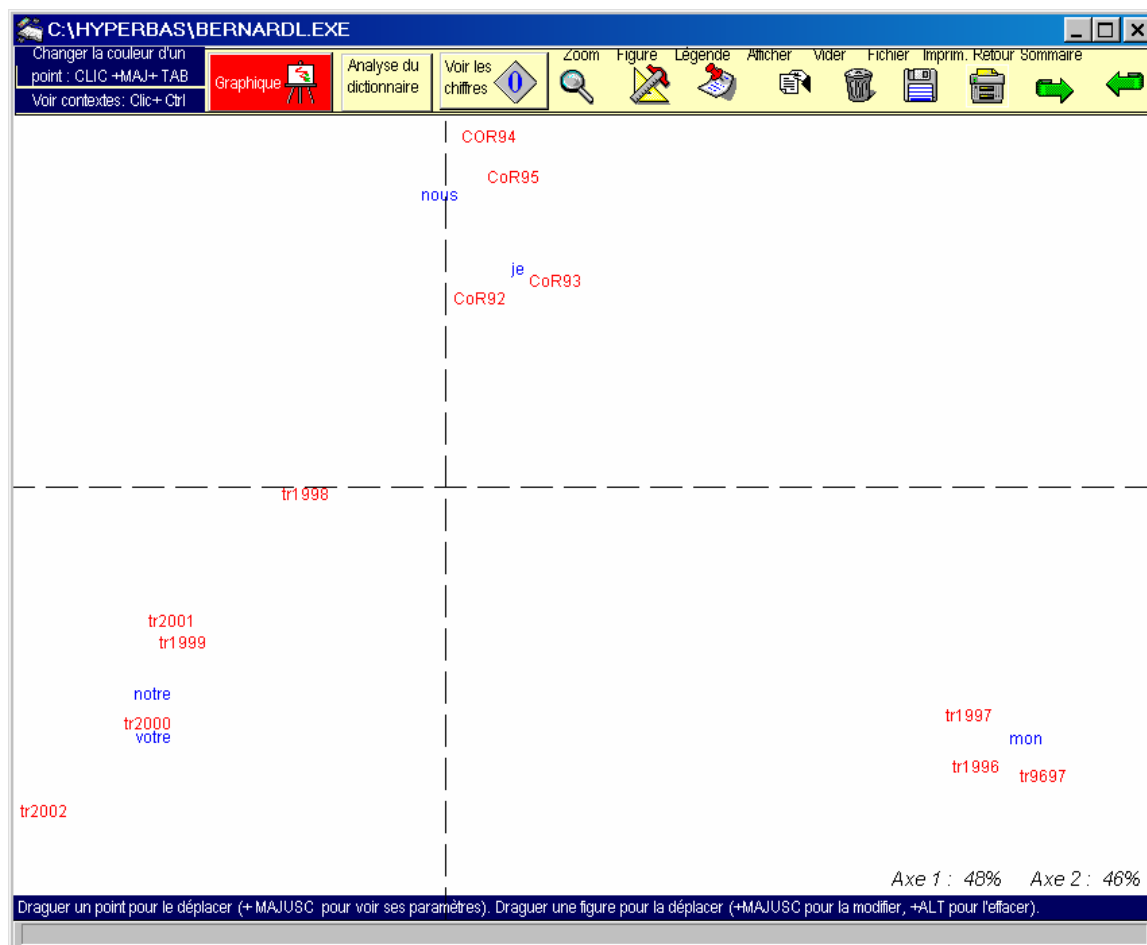 C:\HYPERBAS\BERNARDL.EXE
Changer la couleur d'un
point : CLIC +MAJ+ TAB
Voir contextes: Clic+ Ctrl
Graphique
Analyse du
dictionnaire
Voir les
chiffres
0
Zoom Figure Légende Afficher Vider Fichier Imprim. Retour Sommaire
COR94
CoR95
nous
je
CoR93
CoR92
tr1998
tr2001
tr1999
notre
tr2000
votre
tr1997
mon
tr1996
tr9697
tr2002
Axe 1 : 48% Axe 2 : 46%
Draguer un point pour le déplacer (+ MAJUSC pour voir ses paramètres). Draguer une figure pour la déplacer (+MAJUSC pour la modifier, +ALT pour l'effacer).